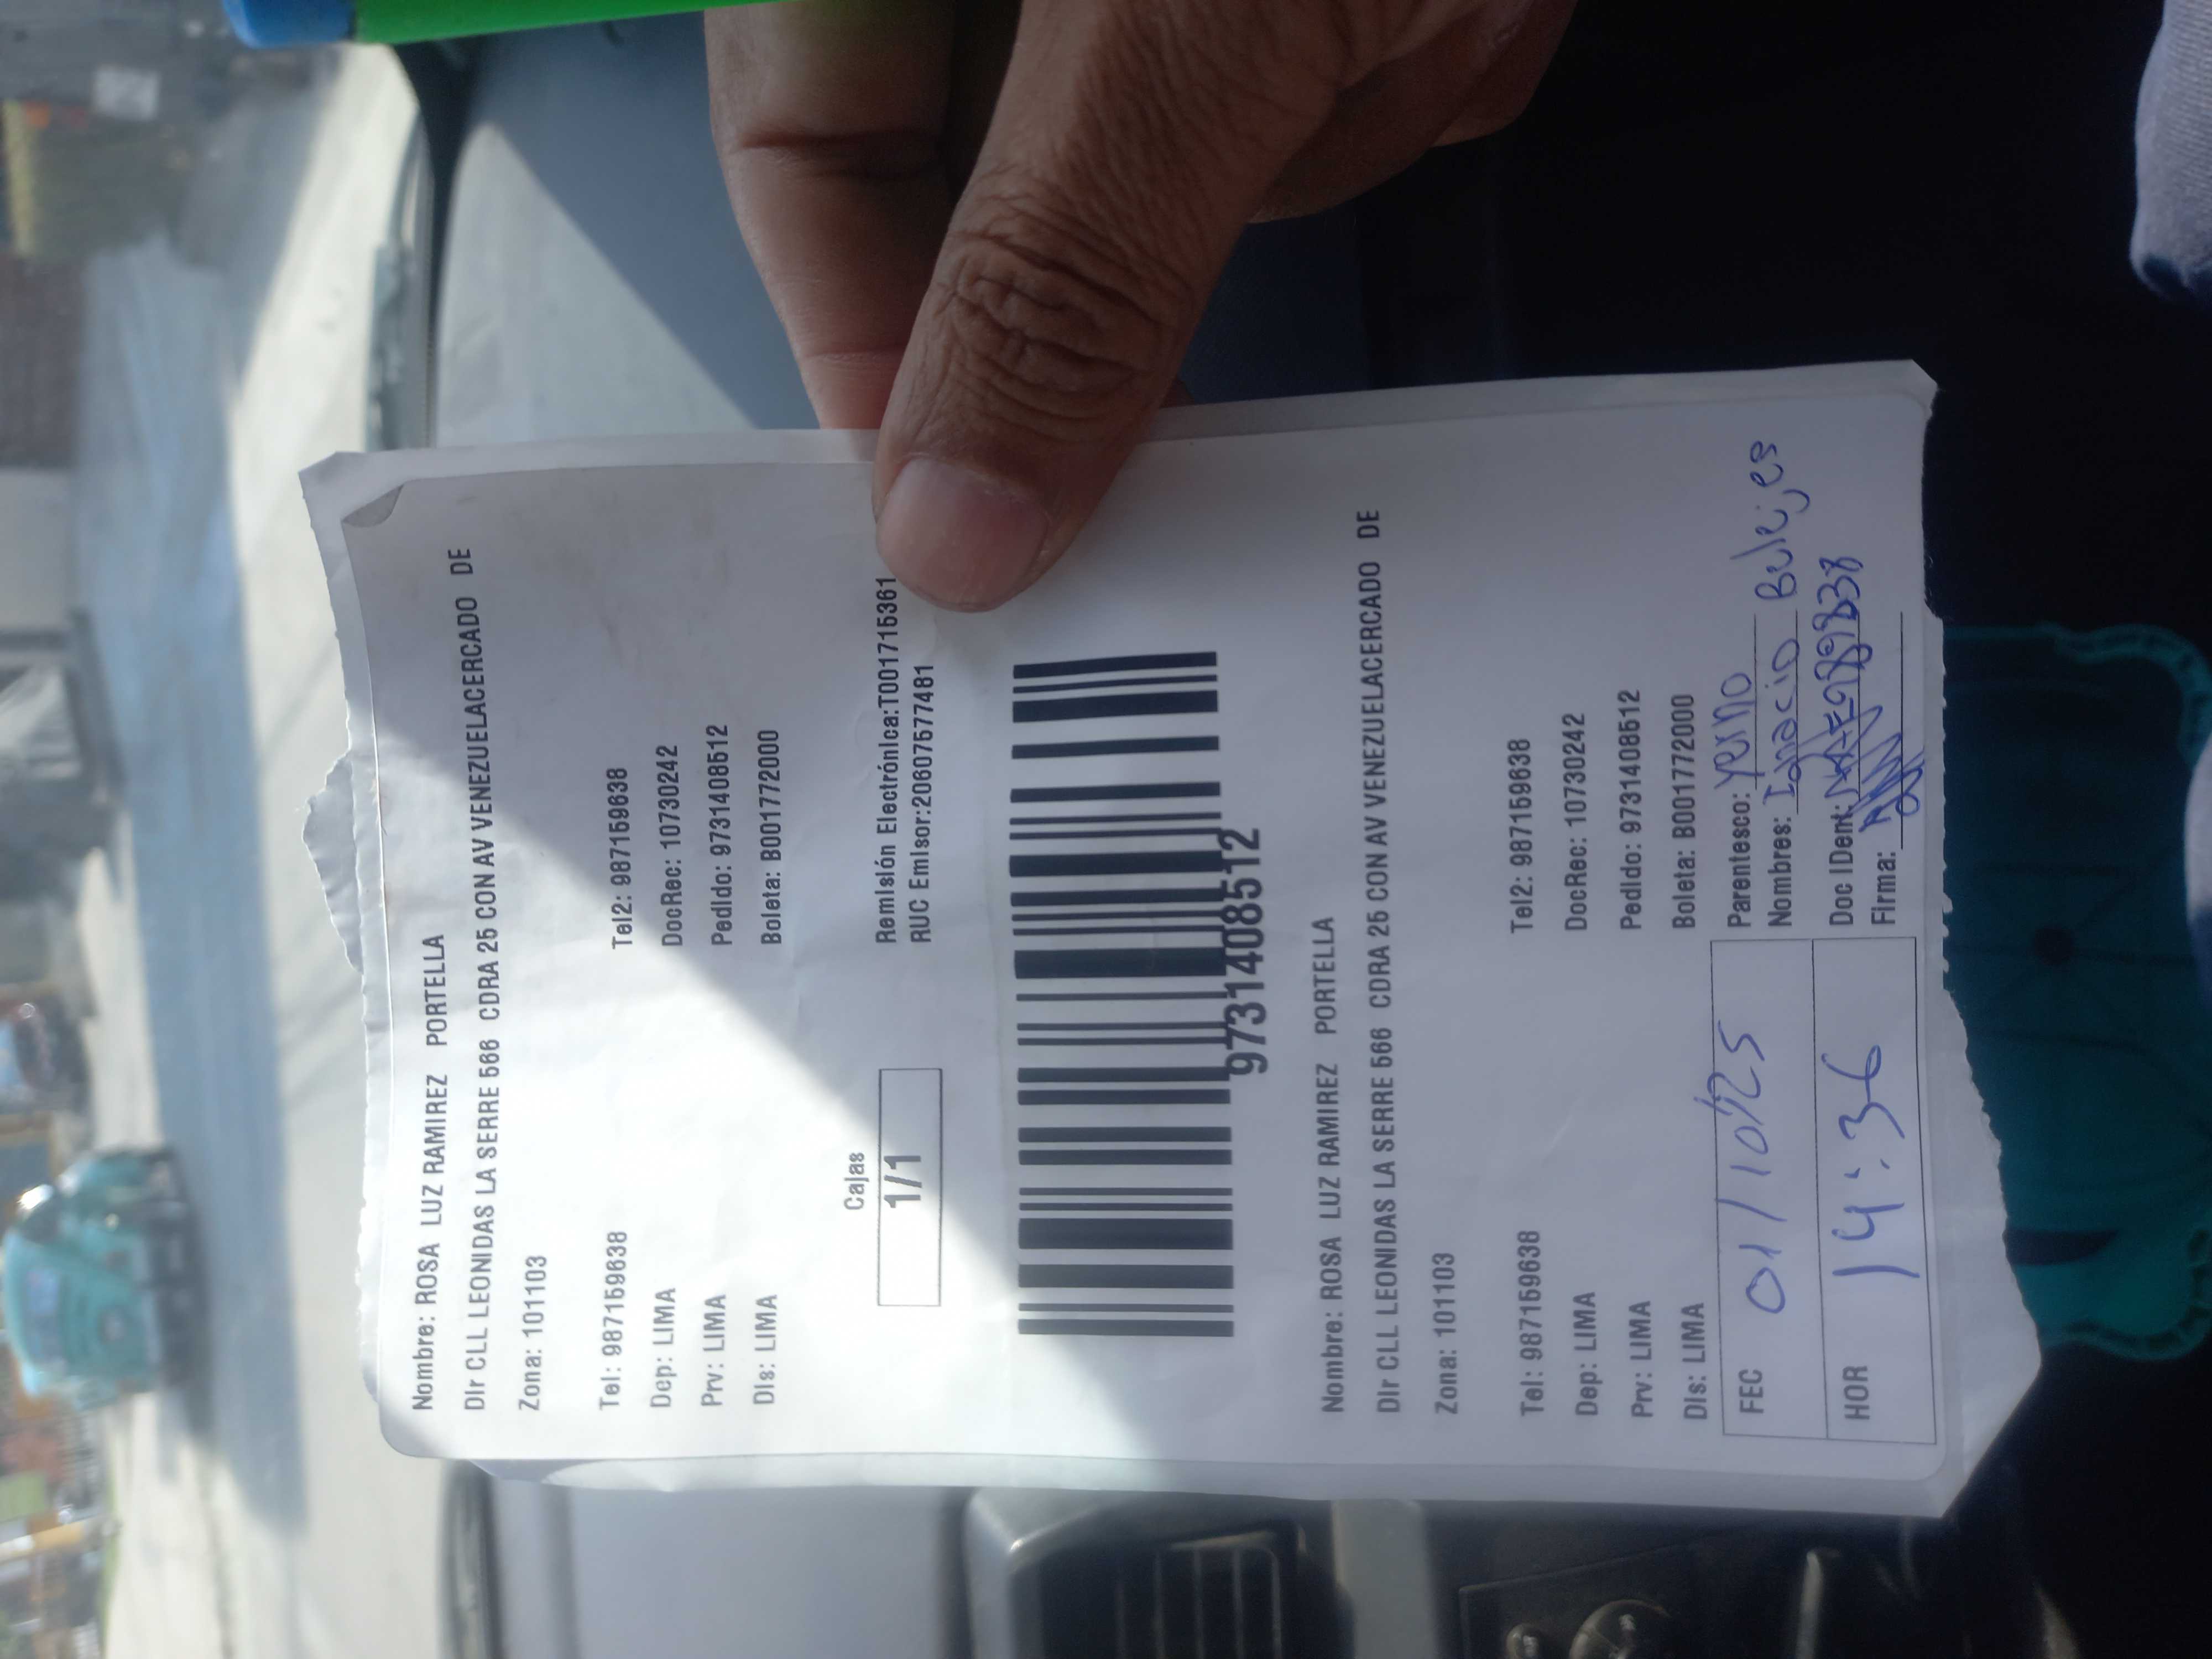 Nombre: ROSA LUZ RAMIREZ PORTELLA
Dir CLL LEONIDAS LA SERRE 566 CDRA 25 CON AV VENEZUELACERCADO DE
Zona: 101103
Tel: 987159638 Tel2: 987159638
Dep: LIMA DocRec: 10730242
Prv: LIMA Pedido: 9731408512
Dis: LIMA Boleta: B001772000
Cajas
1/1
Remisión Electrónica:T001715361
RUC Emisor:20607577481
9731408512
Nombre: ROSA LUZ RAMIREZ PORTELLA
Dir CLL LEONIDAS LA SERRE 566 CDRA 25 CON AV VENEZUELACERCADO DE
Zona: 101103
Tel: 987159638 Tel2: 987159638
Dep: LIMA DocRec: 10730242
Prv: LIMA Pedido: 9731408512
Dis: LIMA Boleta: B001772000
FEC 01/10/25 Parentesco: Yerno
Nombres: Ignacio Bulejes
HOR 14:36 Doc IDent:
Firma: